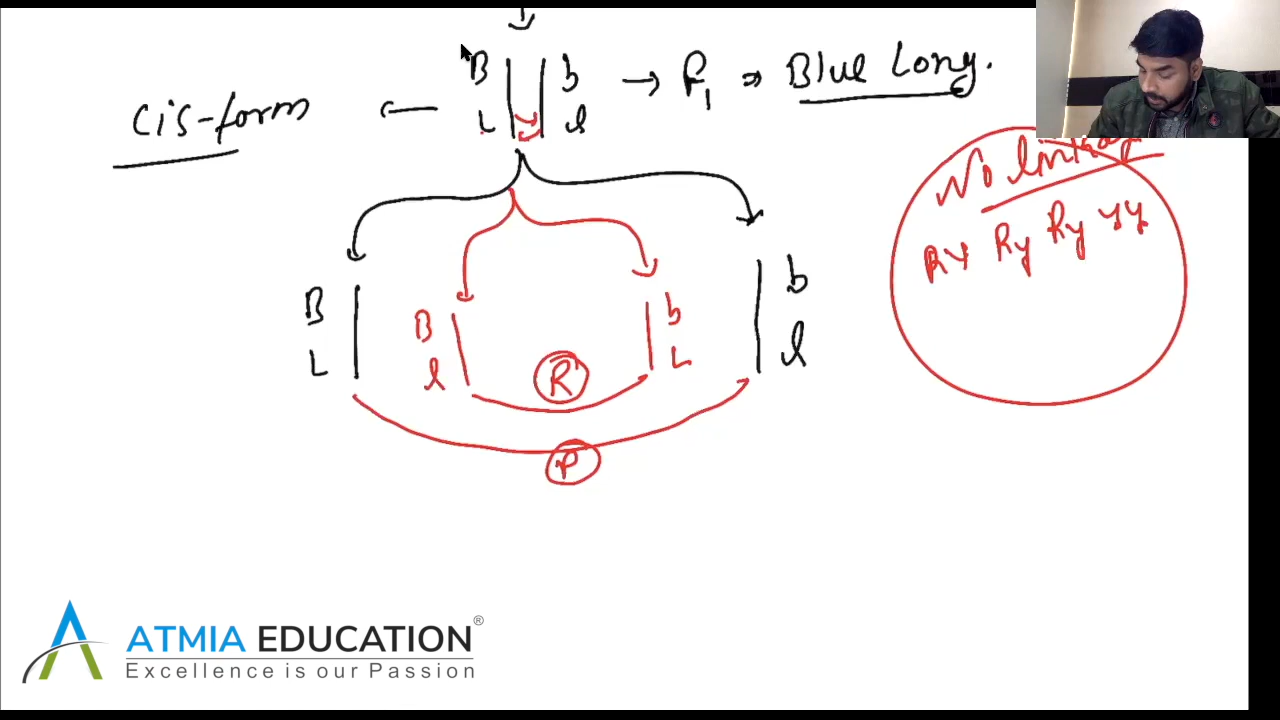 B b → F1 ⇒ Blue Long.
Cis-form ← L l
No linkage
RY Ry Ry yy
B b
B b
L l R L l
P
ATMIA EDUCATION®
Excellence is our Passion